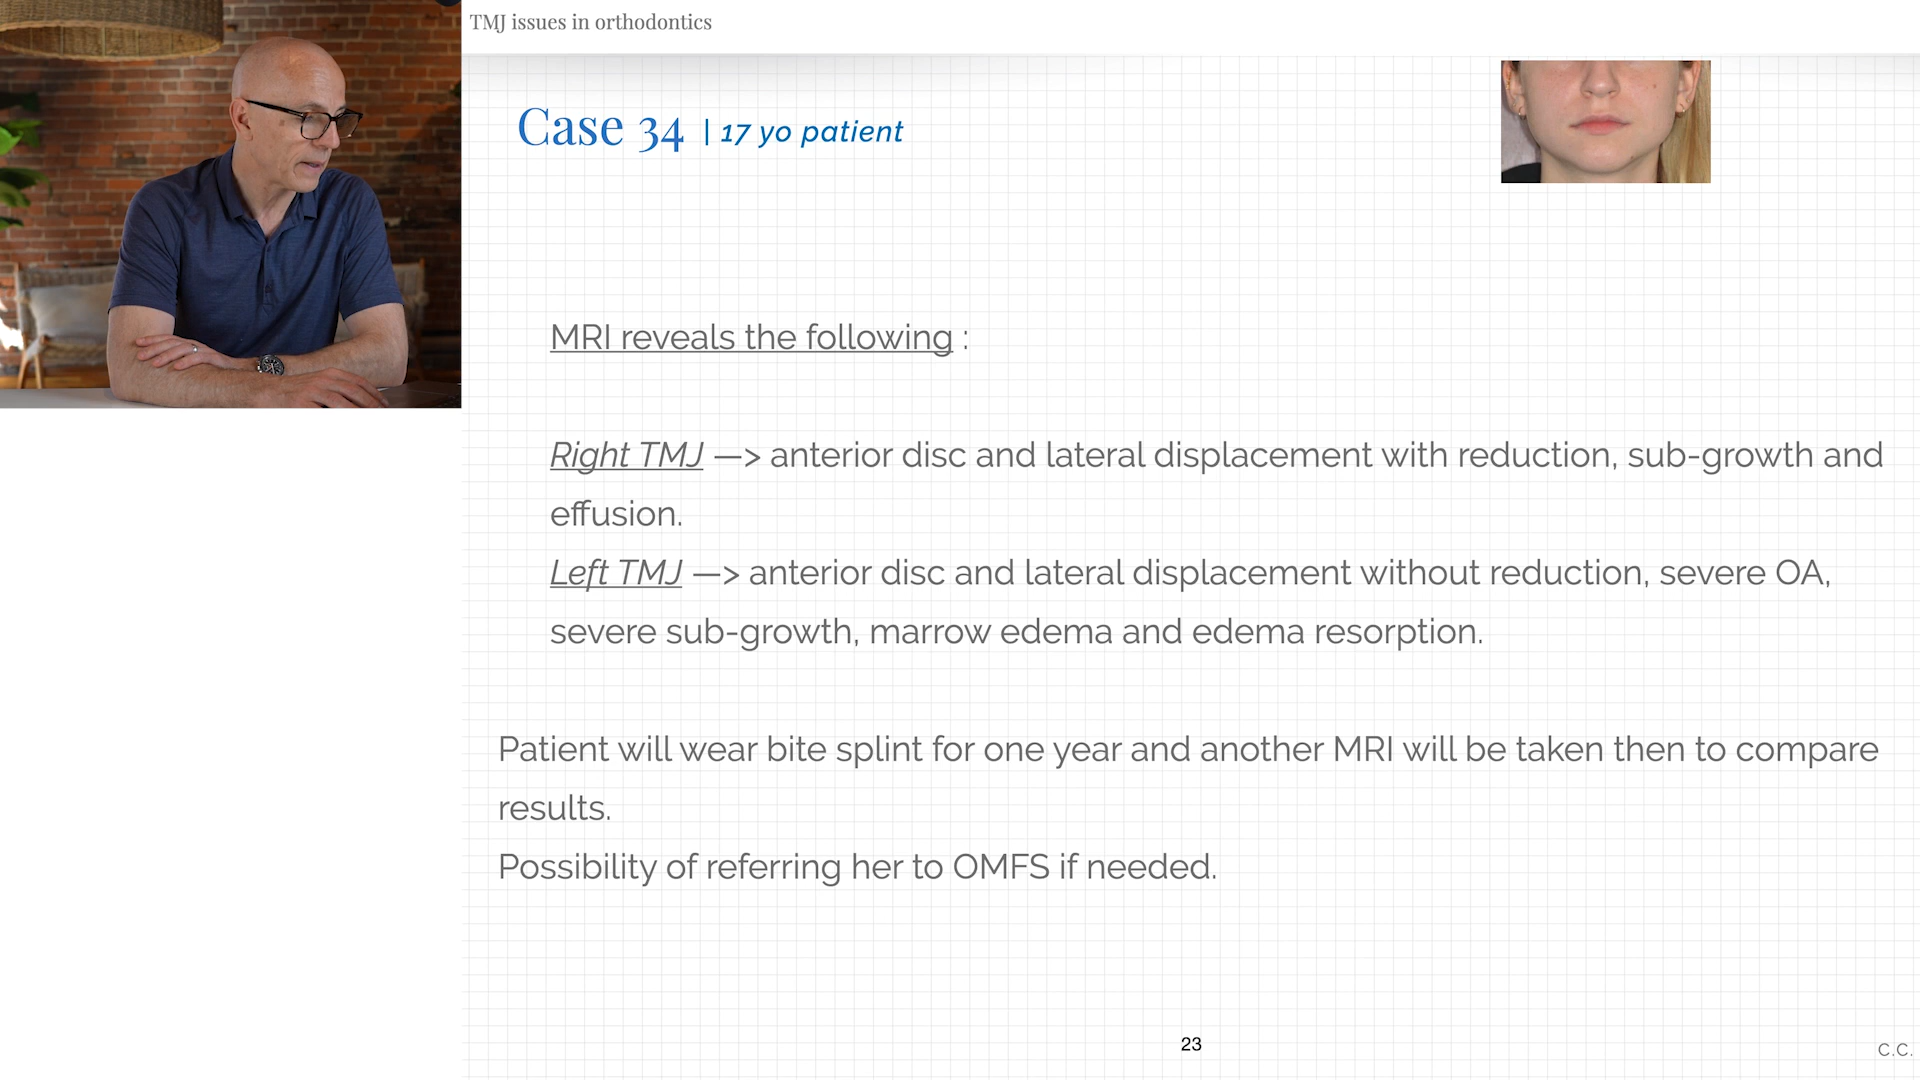 TMJ issues in orthodontics
Case 34 | 17 yo patient
MRI reveals the following :
Right TMJ —> anterior disc and lateral displacement with reduction, sub-growth and
effusion.
Left TMJ —> anterior disc and lateral displacement without reduction, severe OA,
severe sub-growth, marrow edema and edema resorption.
Patient will wear bite splint for one year and another MRI will be taken then to compare
results.
Possibility of referring her to OMFS if needed.
23
C.C.